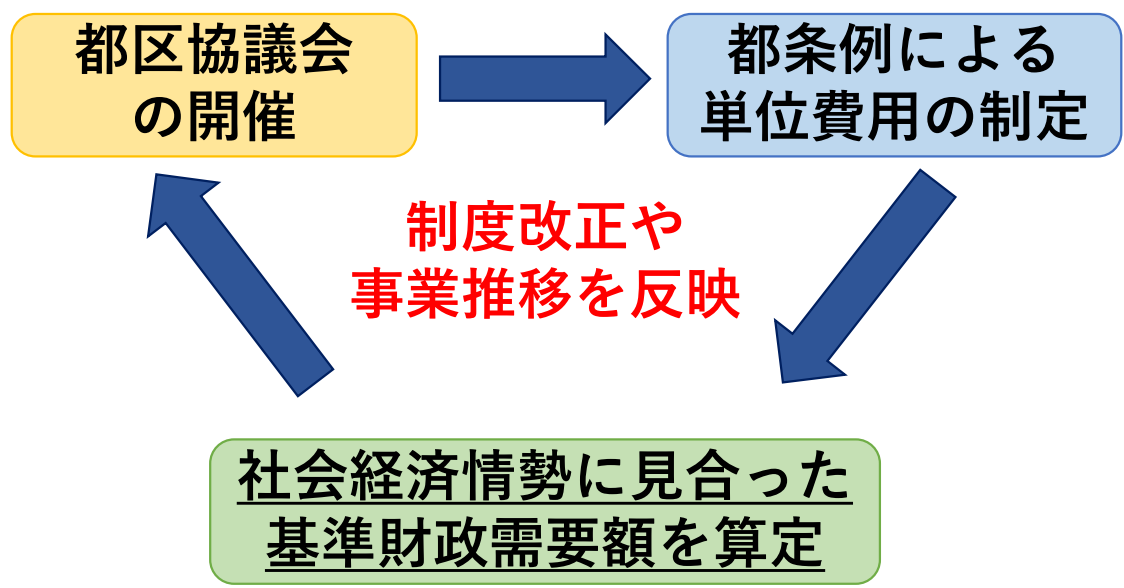 都区協議会
の開催
都条例による
単位費用の制定
制度改正や
事業推移を反映
社会経済情勢に見合った
基準財政需要額を算定